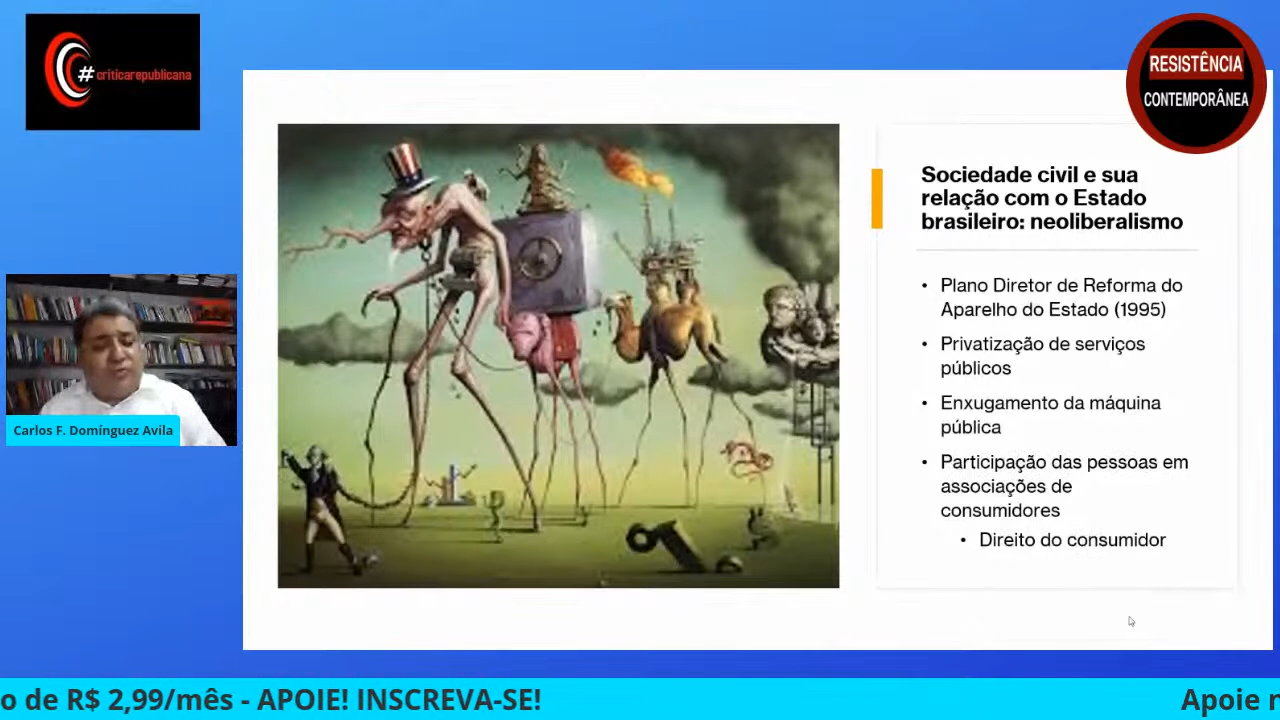 #criticarepublicana
RESISTÊNCIA
CONTEMPORÂNEA
Sociedade civil e sua
relação com o Estado
brasileiro: neoliberalismo
• Plano Diretor de Reforma do
Aparelho do Estado (1995)
• Privatização de serviços
públicos
• Enxugamento da máquina
pública
• Participação das pessoas em
associações de
consumidores
• Direito do consumidor
Carlos F. Domínguez Avila
o de R$ 2,99/mês - APOIE! INSCREVA-SE!
Apoie